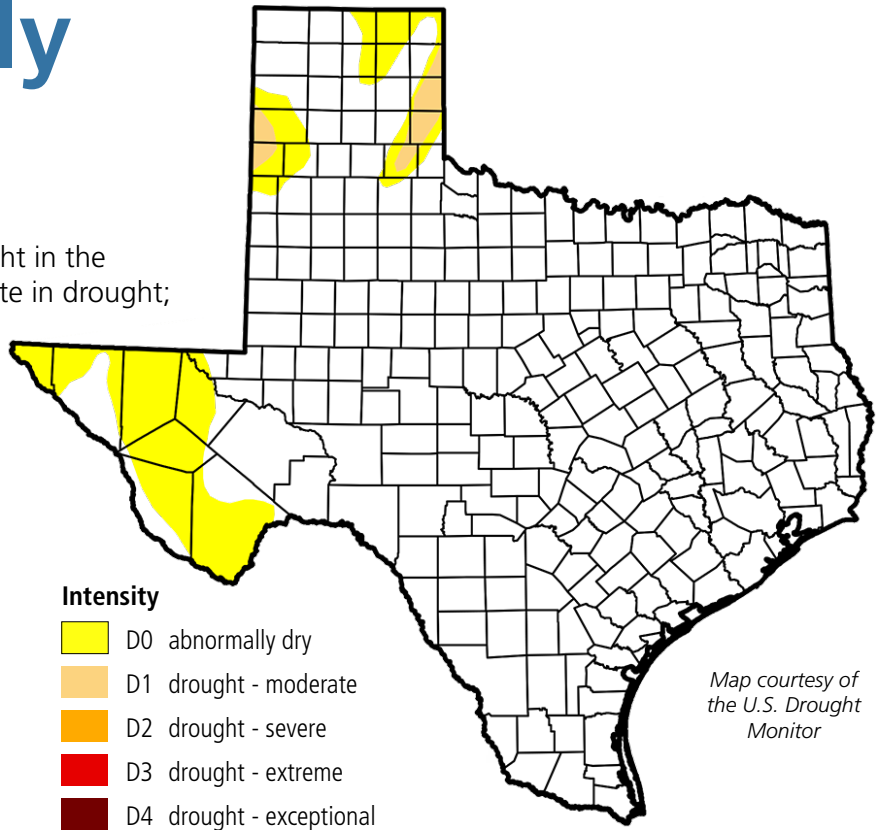 ly
ht in the
te in drought;
Intensity
D0 abnormally dry
D1 drought - moderate
D2 drought - severe
D3 drought - extreme
D4 drought - exceptional
Map courtesy of
the U.S. Drought
Monitor